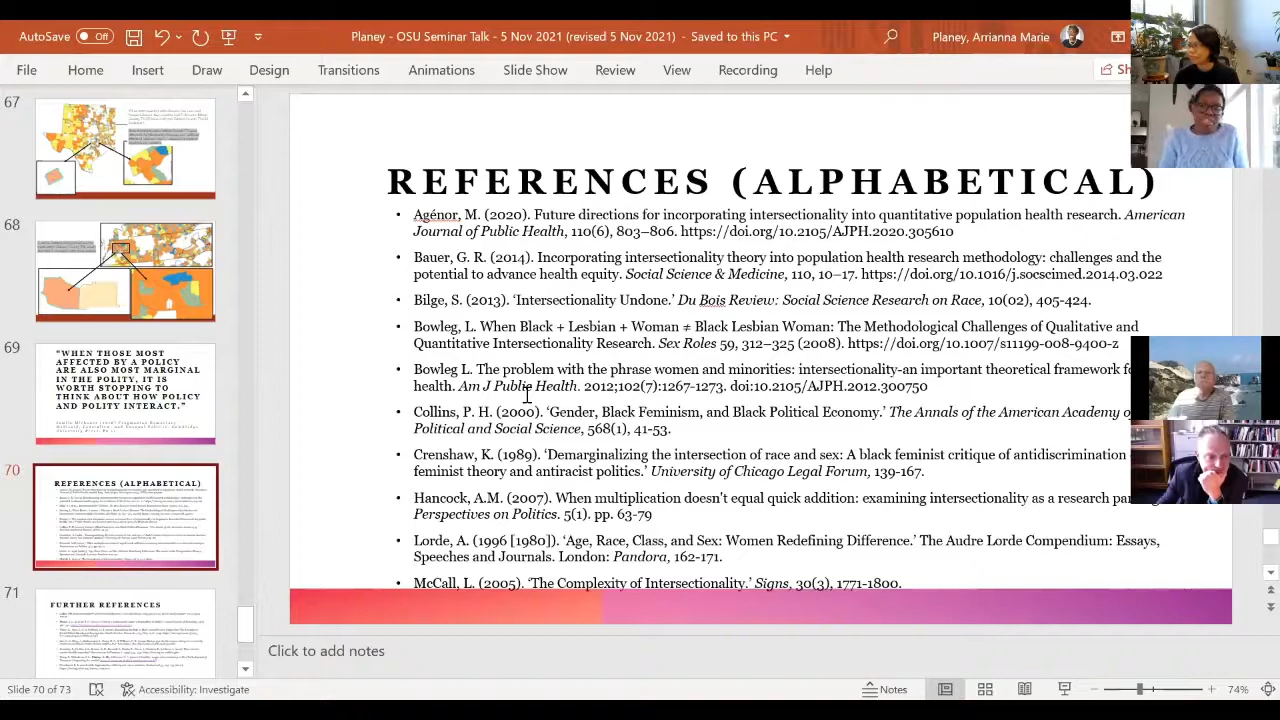 AutoSave Off
Planey - OSU Seminar Talk - 5 Nov 2021 (revised 5 Nov 2021) - Saved to this PC
Planey, Arrianna Marie
File Home Insert Draw Design Transitions Animations Slide Show Review View Recording Help
Sh
67
68
69
"WHEN THOSE MOST
AFFECTED BY A POLICY
ARE ALSO MOST MARGINAL
IN THE POLITY, IT IS
WORTH STOPPING TO
THINK ABOUT HOW POLICY
AND POLITY INTERACT."
70
REFERENCES (ALPHABETICAL)
71
FURTHER REFERENCES
REFERENCES (ALPHABETICAL)
• Agénor, M. (2020). Future directions for incorporating intersectionality into quantitative population health research. American
Journal of Public Health, 110(6), 803–806. https://doi.org/10.2105/AJPH.2020.305610
• Bauer, G. R. (2014). Incorporating intersectionality theory into population health research methodology: challenges and the
potential to advance health equity. Social Science & Medicine, 110, 10–17. https://doi.org/10.1016/j.socscimed.2014.03.022
• Bilge, S. (2013). 'Intersectionality Undone.' Du Bois Review: Social Science Research on Race, 10(02), 405-424.
• Bowleg, L. When Black + Lesbian + Woman ≠ Black Lesbian Woman: The Methodological Challenges of Qualitative and
Quantitative Intersectionality Research. Sex Roles 59, 312–325 (2008). https://doi.org/10.1007/s11199-008-9400-z
• Bowleg L. The problem with the phrase women and minorities: intersectionality-an important theoretical framework
health. Am J Public Health. 2012;102(7):1267-1273. doi:10.2105/AJPH.2012.300750
• Collins, P. H. (2000). 'Gender, Black Feminism, and Black Political Economy.' The Annals of the American Academy
Political and Social Science, 568(1), 41-53.
• Crenshaw, K. (1989). 'Demarginalizing the intersection of race and sex: A black feminist critique of antidiscrimination
feminist theory and antiracist politics.' University of Chicago Legal Forum, 139-167.
• Hancock, A.M. (2007). When multiplication doesn't equal quick addition: Examining intersectionality as a research
Perspectives on Politics. 5(1). pp. 63-79
• Lorde, A. (1996[1980]). 'Age, Race, Class, and Sex: Women Redefining Difference.' The Audre Lorde Compendium: Essays,
Speeches and Journals. London: Pandora, 162-171.
• McCall, L. (2005). 'The Complexity of Intersectionality.' Signs, 30(3), 1771-1800.
Click to add notes
Slide 70 of 73
Accessibility: Investigate
Notes
74%